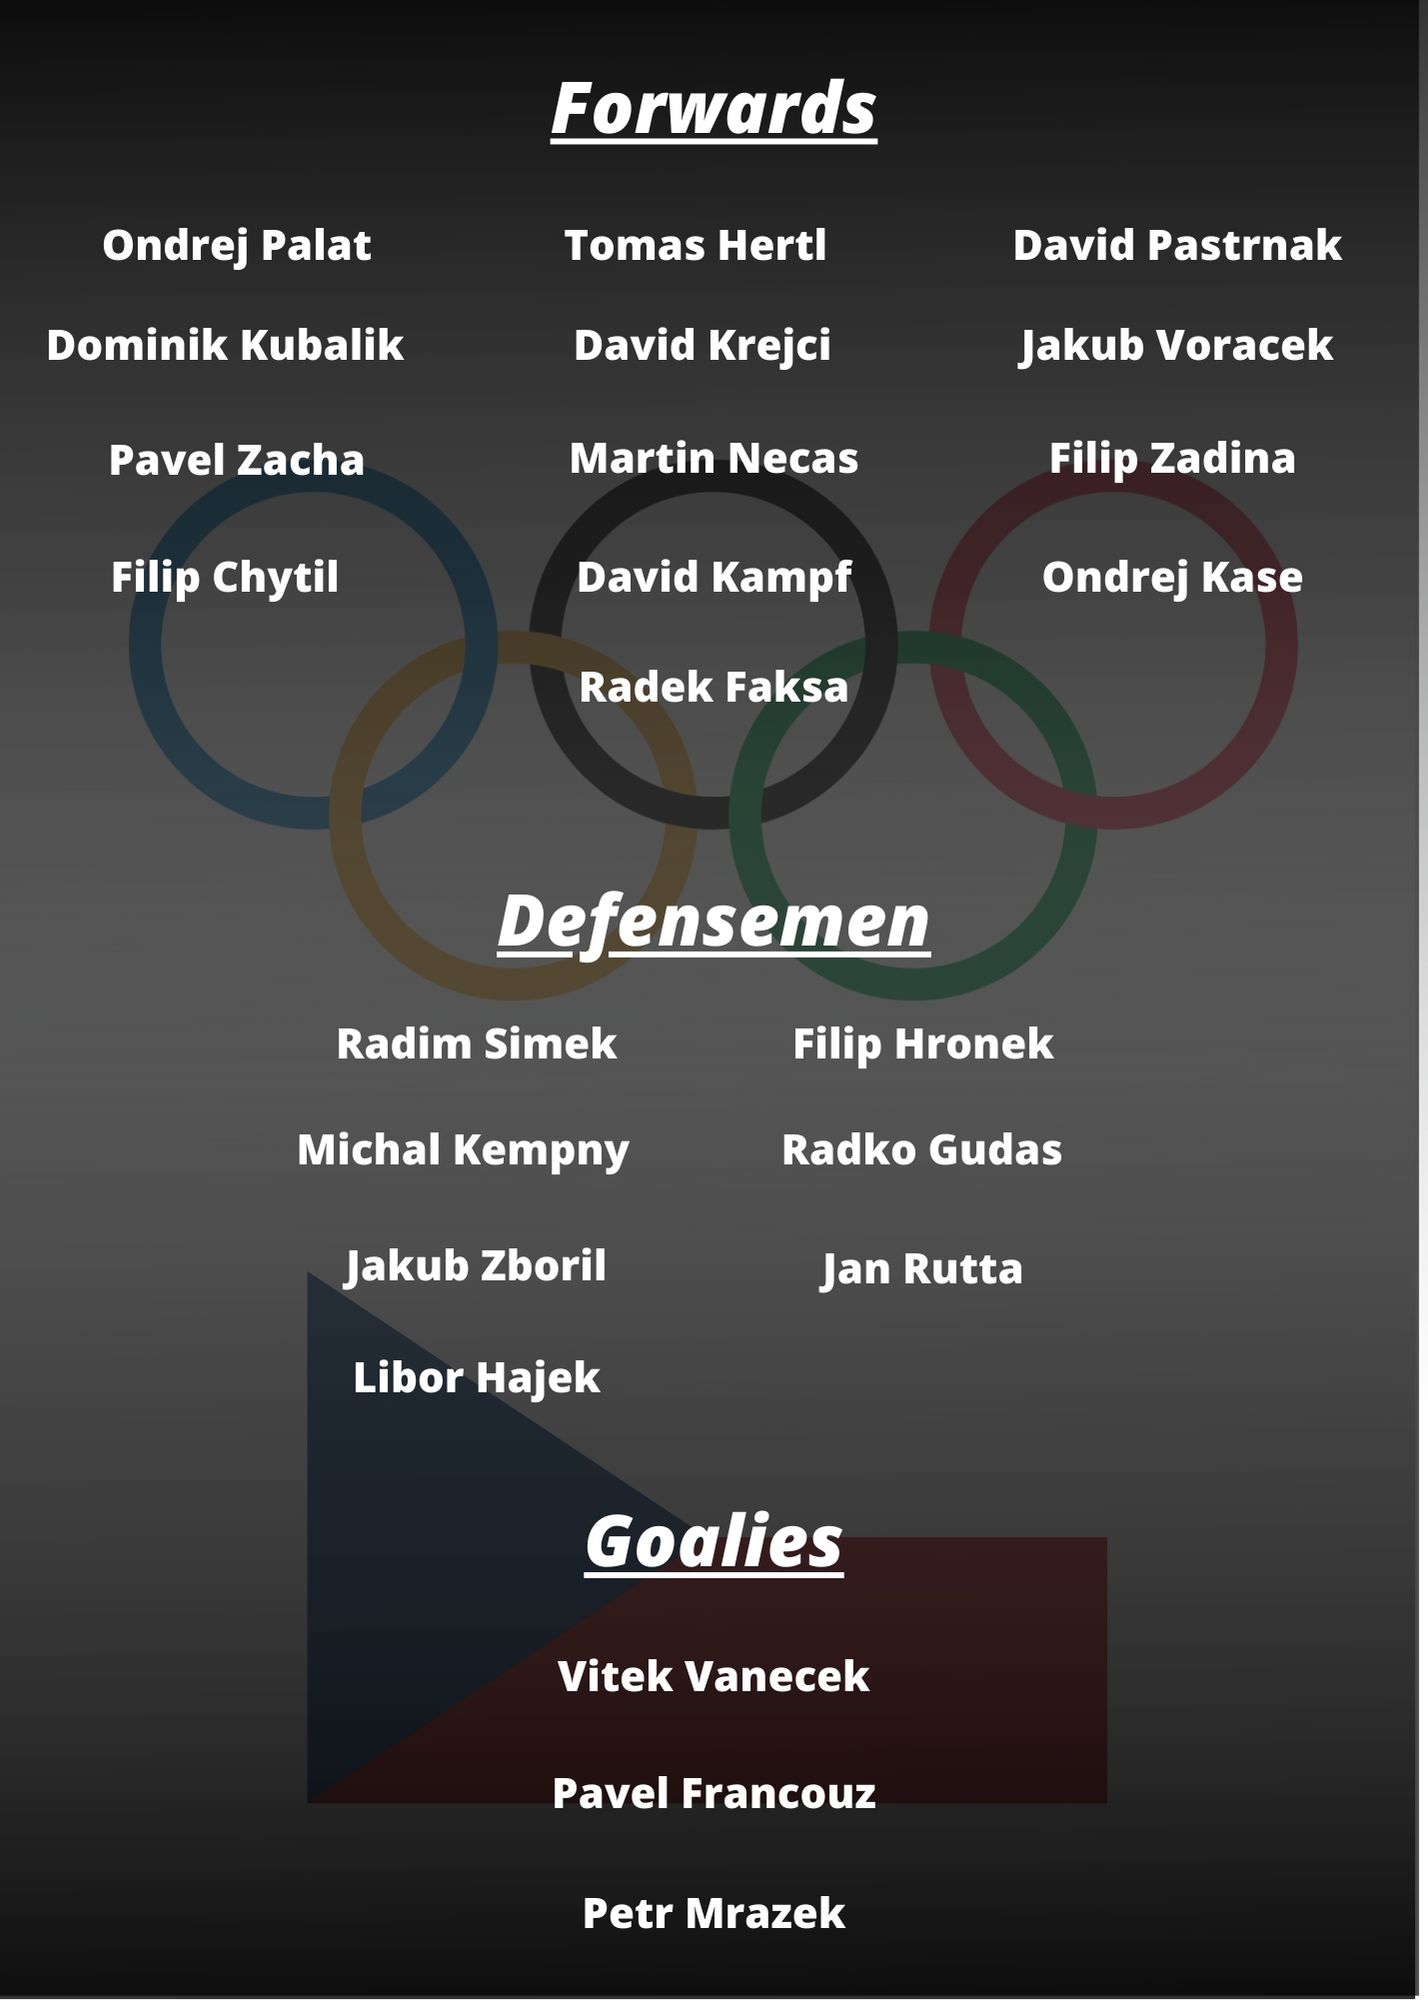 Forwards
Ondrej Palat Tomas Hertl David Pastrnak
Dominik Kubalik David Krejci Jakub Voracek
Pavel Zacha Martin Necas Filip Zadina
Filip Chytil David Kampf Ondrej Kase
Radek Faksa
Defensemen
Radim Simek Filip Hronek
Michal Kempny Radko Gudas
Jakub Zboril Jan Rutta
Libor Hajek
Goalies
Vitek Vanecek
Pavel Francouz
Petr Mrazek